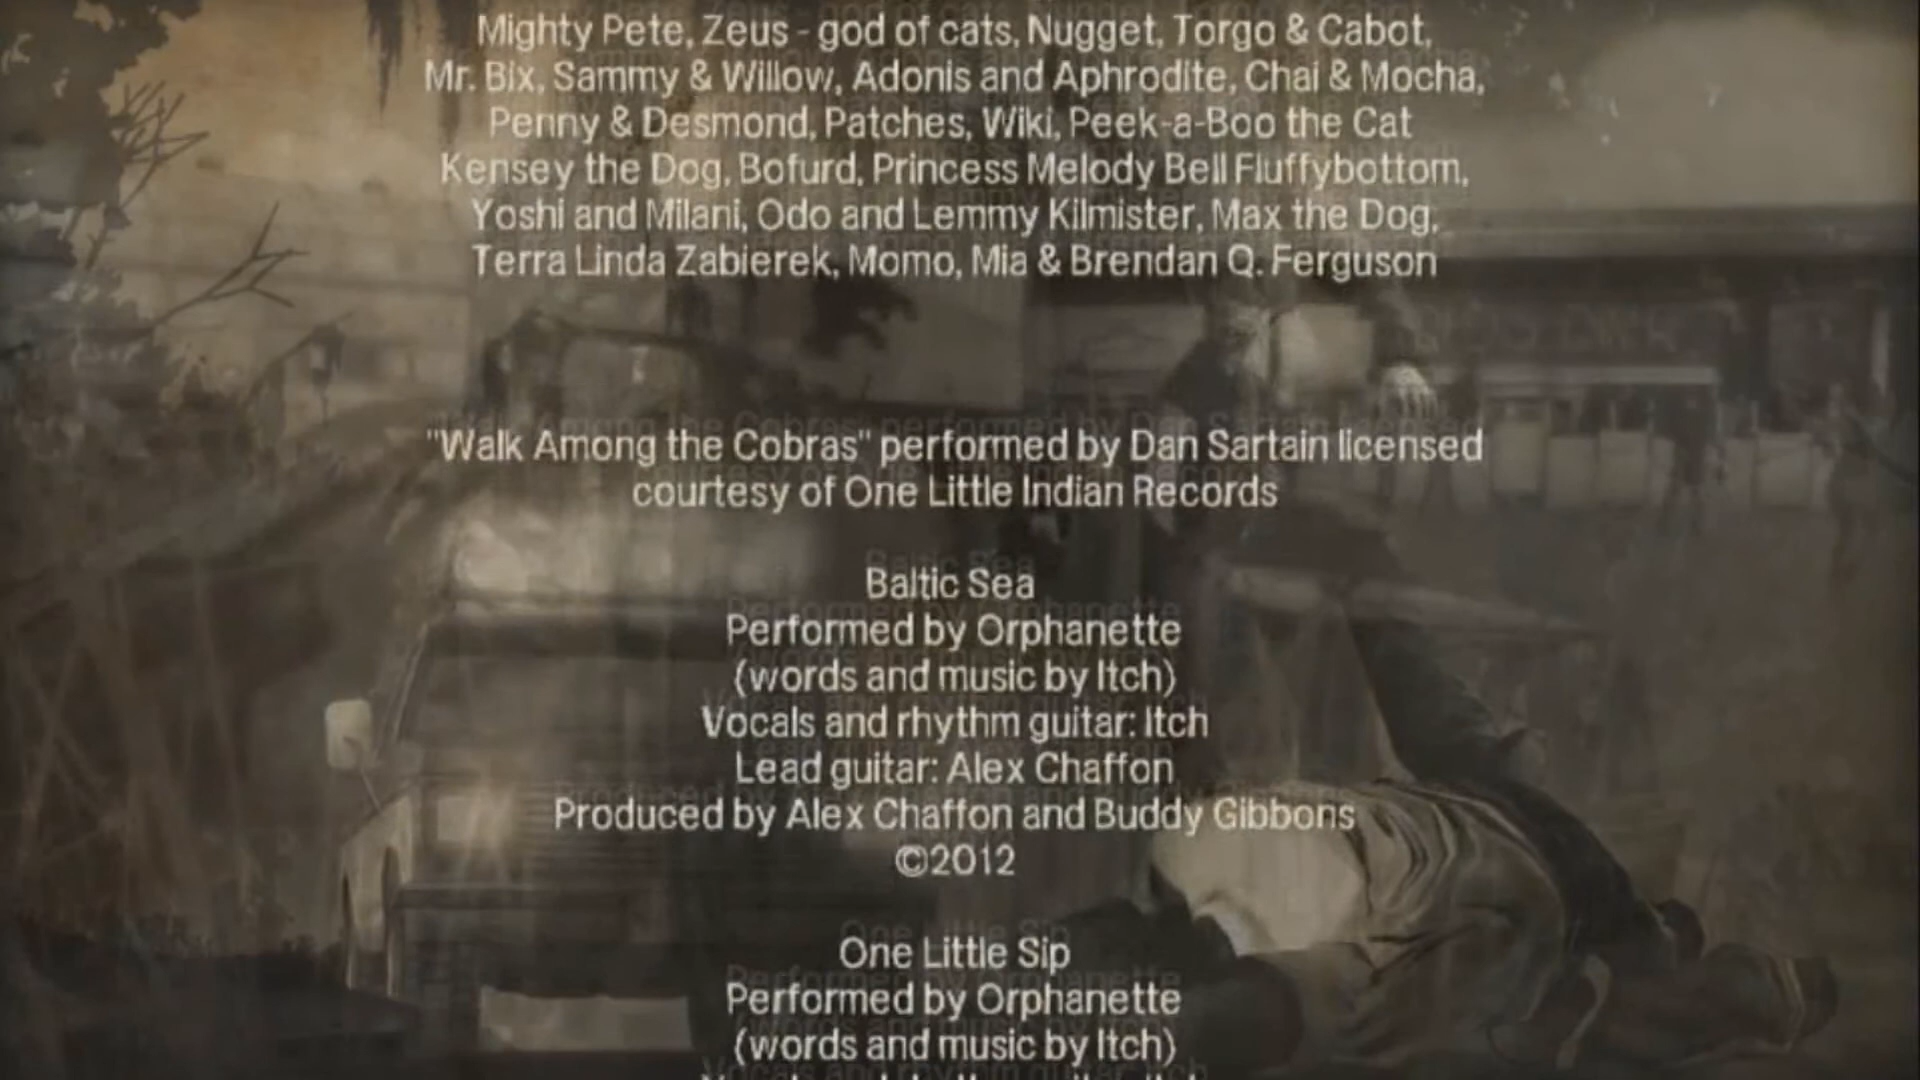 Mighty Pete, Zeus - god of cats, Nugget, Torgo & Cabot,
Mr. Bix, Sammy & Willow, Adonis and Aphrodite, Chai & Mocha,
Penny & Desmond, Patches, Wiki, Peek-a-Boo the Cat
Kensey the Dog, Bofurd, Princess Melody Bell Fluffybottom,
Yoshi and Milani, Odo and Lemmy Kilmister, Max the Dog,
Terra Linda Zabierek, Momo, Mia & Brendan Q. Ferguson
"Walk Among the Cobras" performed by Dan Sartain licensed
courtesy of One Little Indian Records
Baltic Sea
Performed by Orphanette
(words and music by Itch)
Vocals and rhythm guitar: Itch
Lead guitar: Alex Chaffon
Produced by Alex Chaffon and Buddy Gibbons
©2012
One Little Sip
Performed by Orphanette
(words and music by Itch)